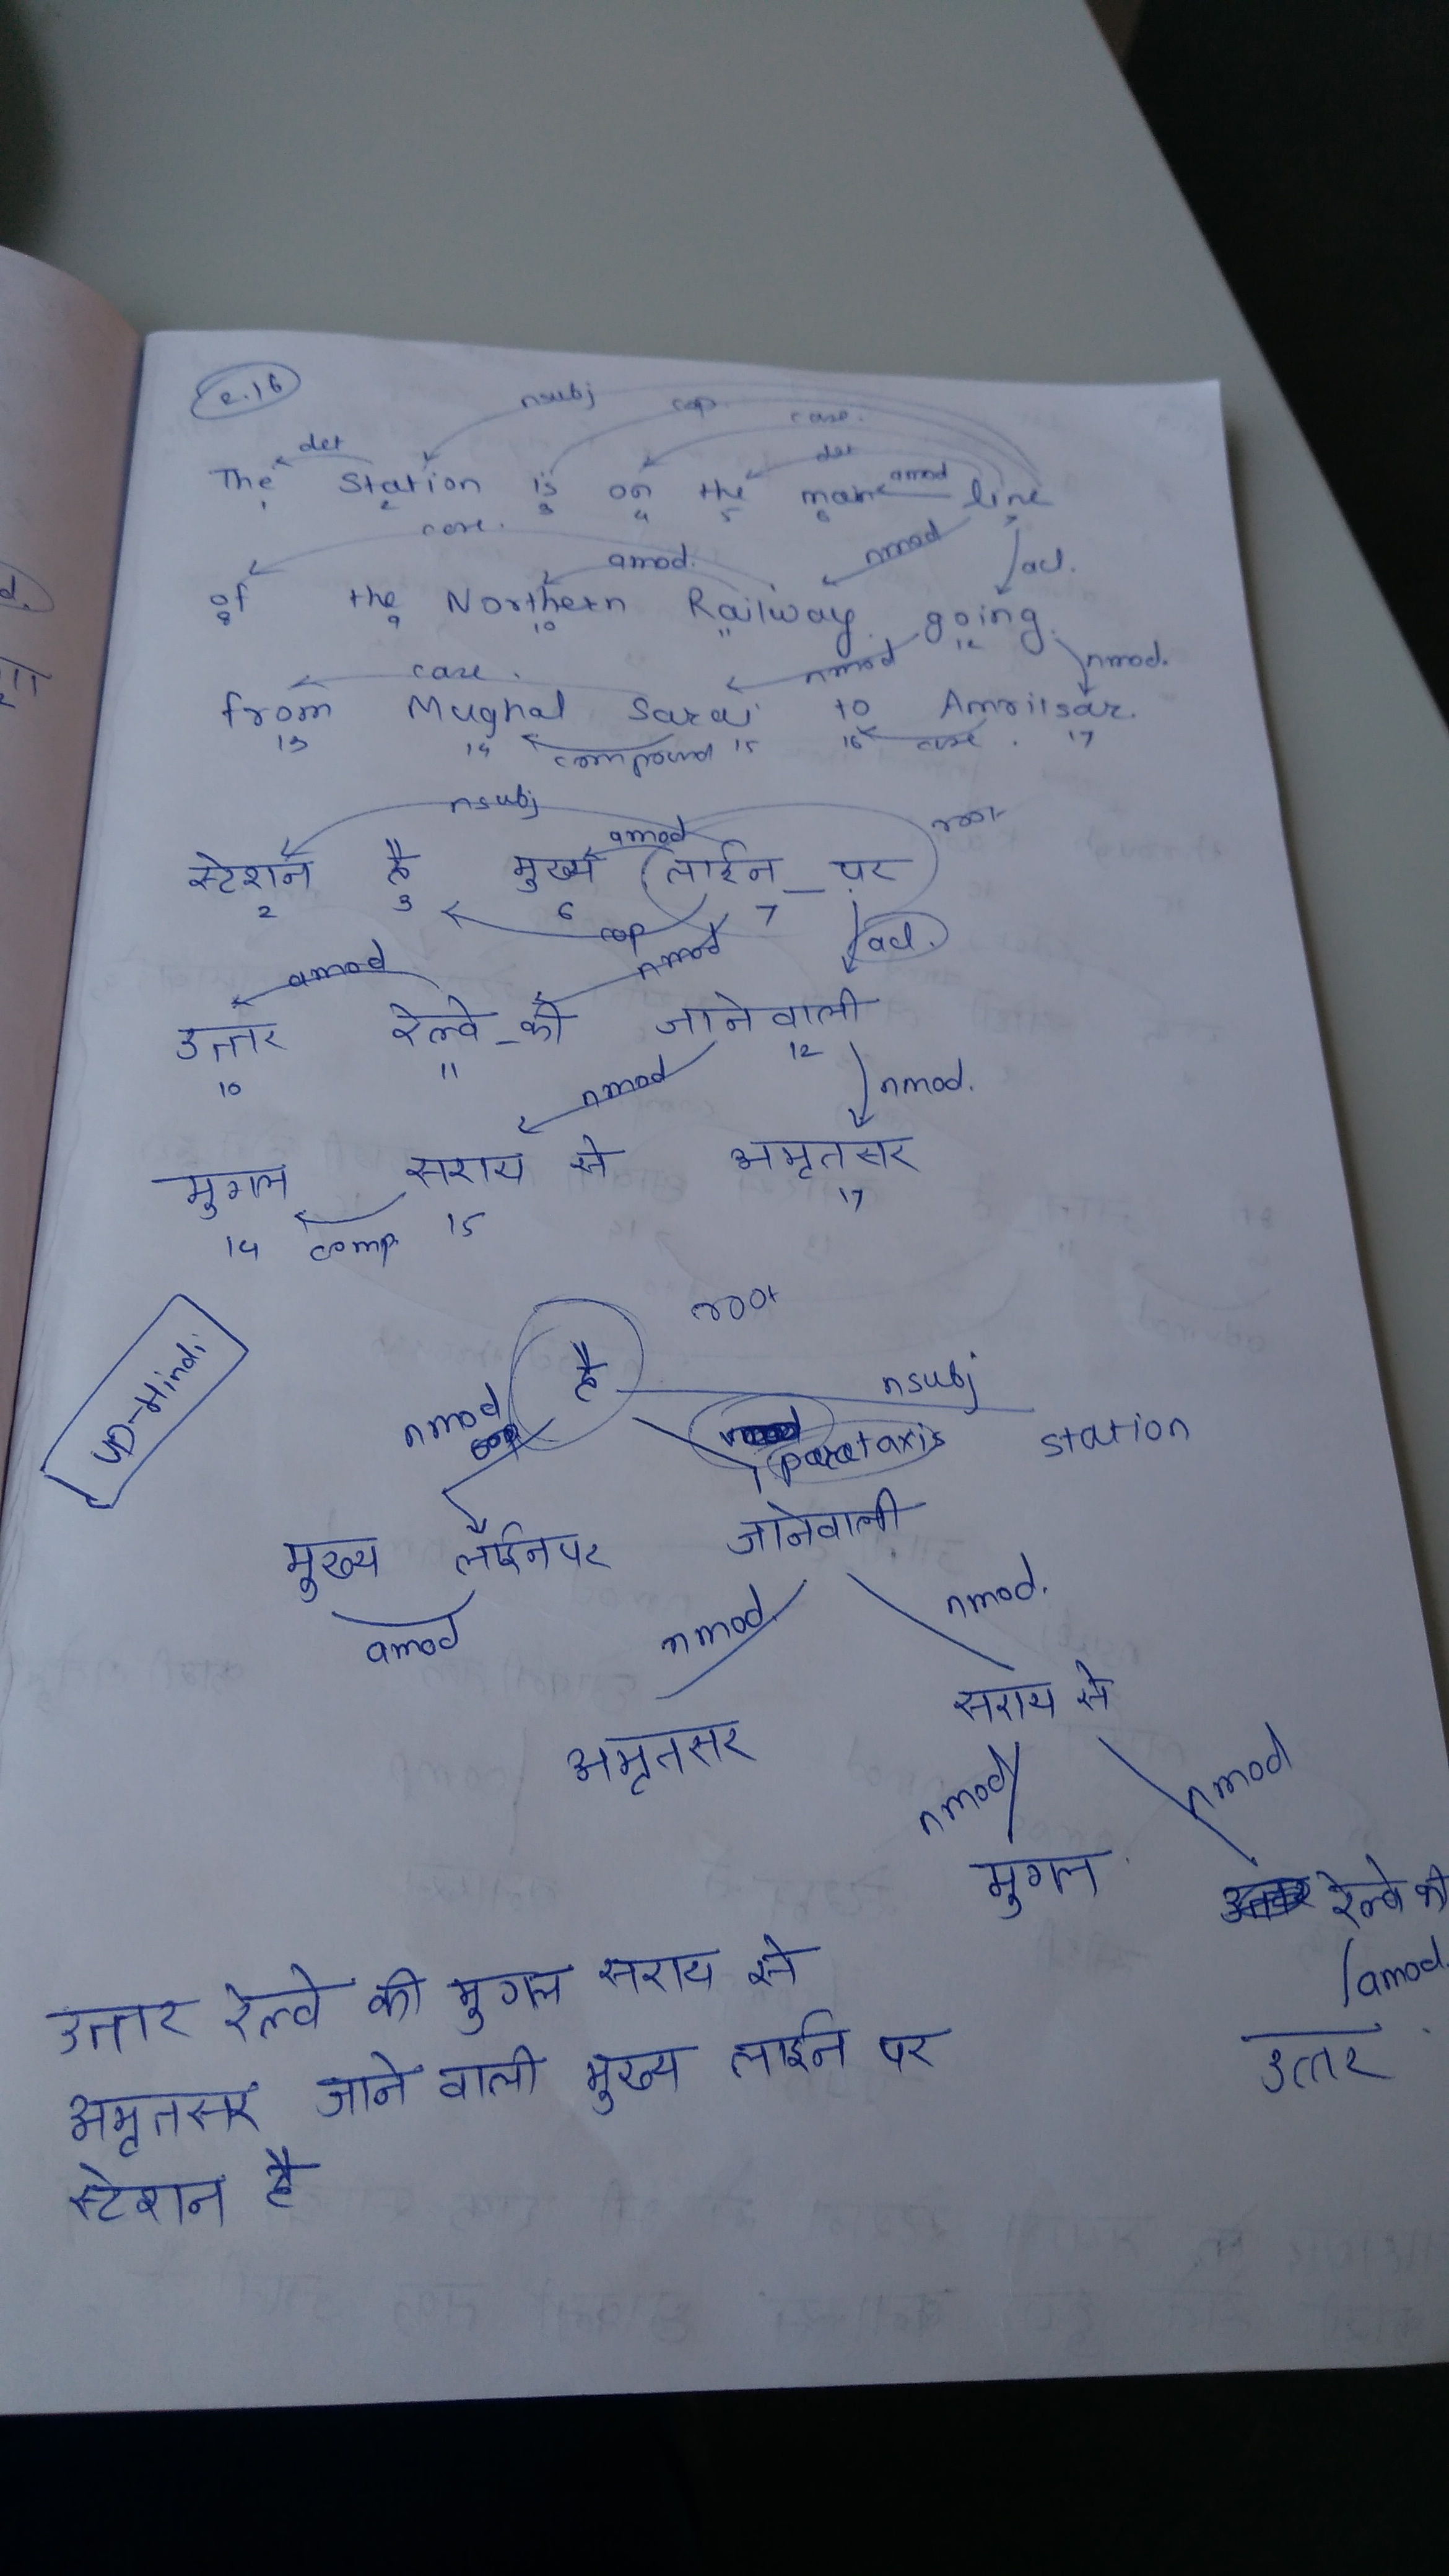 e.16
nsubj cop case.
det det amod
The Station is on the main line
1 2 3 4 5 6 7
case. amod. nmod acl.
of the Northern Railway going
8 9 10 11 12
case. nmod nmod.
from Mughal Sarai to Amritsar.
13 14 15 16 17
compound case.
nsubj amod root
स्टेशन है मुख्य लाईन_पर
2 3 6 7
cop nmod acl.
amod
उत्तर रेल्वे_की जानेवाली
10 11 12
nmod nmod.
मुगल सराय से अमृतसर
14 15 17
comp.
UD-Hindi
root
है
nmod nsubj
parataxis station
मुख्य लाईनपर जानेवाली
amod nmod. nmod.
अमृतसर सराय से
nmod nmod
मुगल रेल्वे की
amod.
उत्तर
उत्तर रेल्वे की मुगल सराय से
अमृतसर जाने वाली मुख्य लाईन पर
स्टेशन है